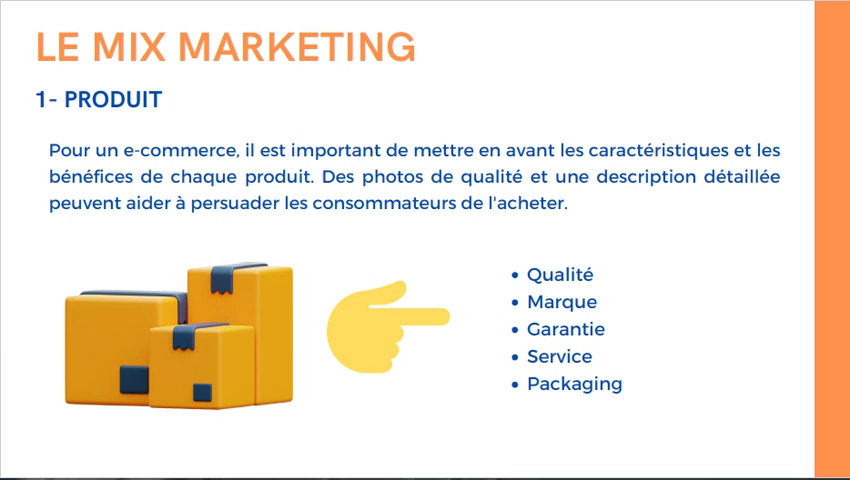 LE MIX MARKETING
1- PRODUIT
Pour un e-commerce, il est important de mettre en avant les caractéristiques et les
bénéfices de chaque produit. Des photos de qualité et une description détaillée
peuvent aider à persuader les consommateurs de l'acheter.
• Qualité
• Marque
• Garantie
• Service
• Packaging